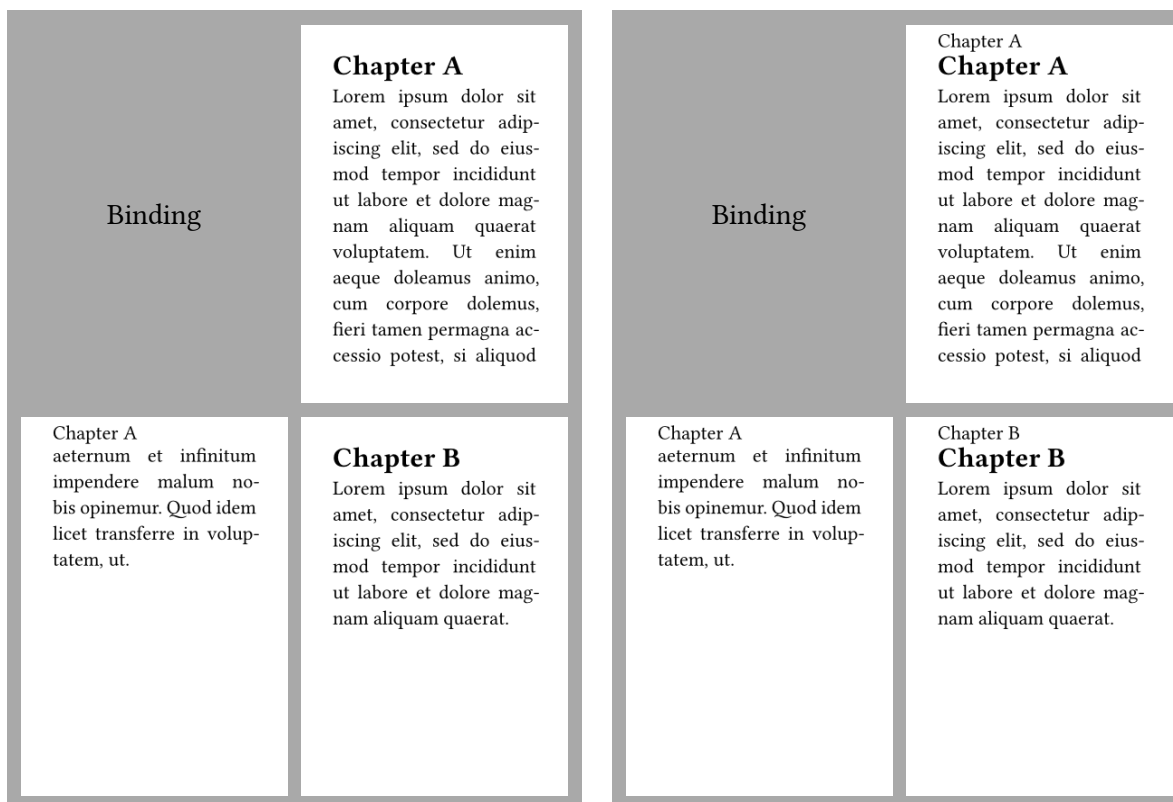 Binding
Chapter A
Lorem ipsum dolor sit
amet, consectetur adip-
iscing elit, sed do eius-
mod tempor incididunt
ut labore et dolore mag-
nam aliquam quaerat
voluptatem. Ut enim
aeque doleamus animo,
cum corpore dolemus,
fieri tamen permagna ac-
cessio potest, si aliquod
Chapter A
aeternum et infinitum
impendere malum no-
bis opinemur. Quod idem
licet transferre in volup-
tatem, ut.
Chapter B
Lorem ipsum dolor sit
amet, consectetur adip-
iscing elit, sed do eius-
mod tempor incididunt
ut labore et dolore mag-
nam aliquam quaerat.
Binding
Chapter A
Chapter A
Lorem ipsum dolor sit
amet, consectetur adip-
iscing elit, sed do eius-
mod tempor incididunt
ut labore et dolore mag-
nam aliquam quaerat
voluptatem. Ut enim
aeque doleamus animo,
cum corpore dolemus,
fieri tamen permagna ac-
cessio potest, si aliquod
Chapter A
aeternum et infinitum
impendere malum no-
bis opinemur. Quod idem
licet transferre in volup-
tatem, ut.
Chapter B
Chapter B
Lorem ipsum dolor sit
amet, consectetur adip-
iscing elit, sed do eius-
mod tempor incididunt
ut labore et dolore mag-
nam aliquam quaerat.